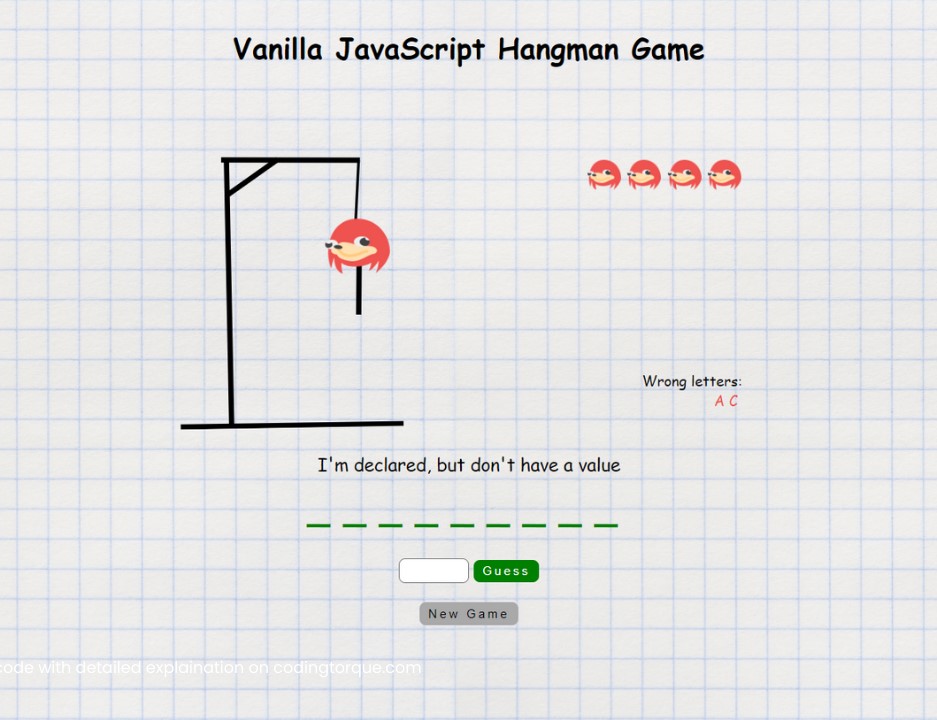 Vanilla JavaScript Hangman Game
Wrong letters:
A C
I'm declared, but don't have a value
Guess
New Game
code with detailed explaination on codingtorque.com